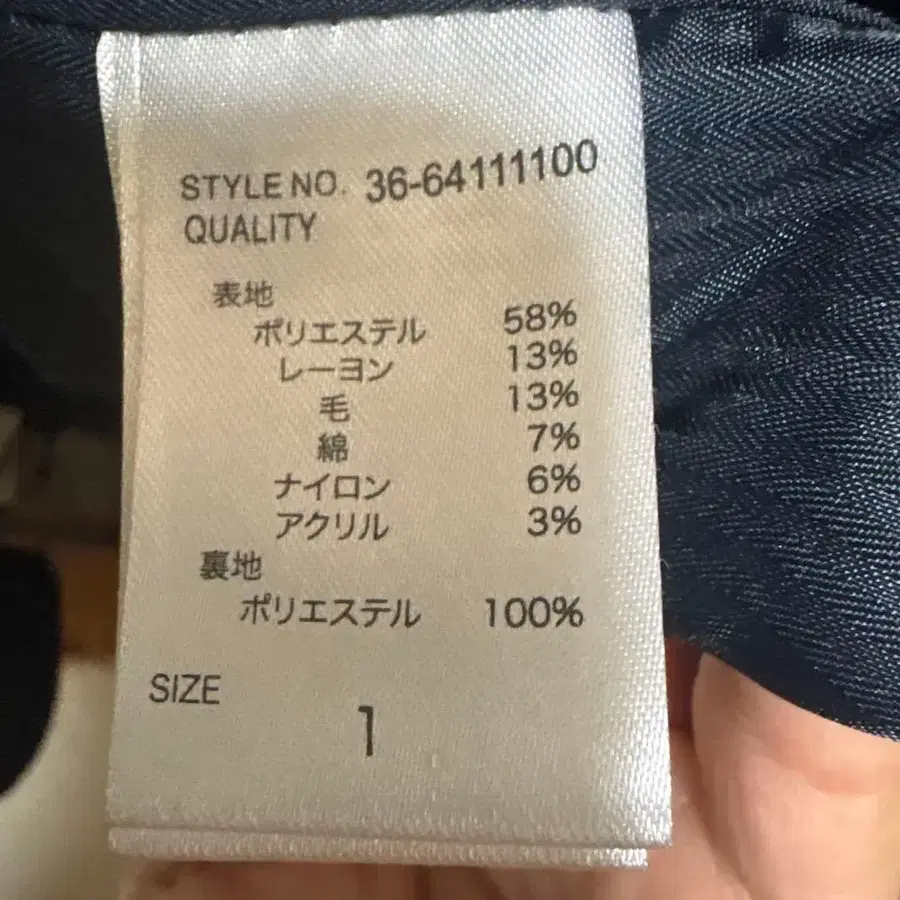 STYLE NO. 36-64111100
QUALITY
表地
ポリエステル 58%
レーヨン 13%
毛 13%
綿 7%
ナイロン 6%
アクリル 3%
裏地
ポリエステル 100%
SIZE
1